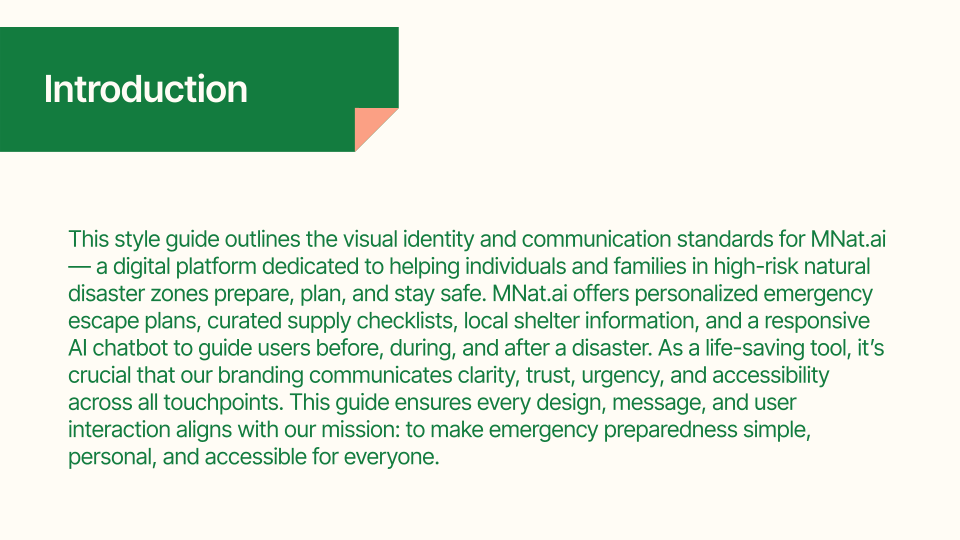 Introduction
This style guide outlines the visual identity and communication standards for MNat.ai
— a digital platform dedicated to helping individuals and families in high-risk natural
disaster zones prepare, plan, and stay safe. MNat.ai offers personalized emergency
escape plans, curated supply checklists, local shelter information, and a responsive
AI chatbot to guide users before, during, and after a disaster. As a life-saving tool, it’s
crucial that our branding communicates clarity, trust, urgency, and accessibility
across all touchpoints. This guide ensures every design, message, and user
interaction aligns with our mission: to make emergency preparedness simple,
personal, and accessible for everyone.